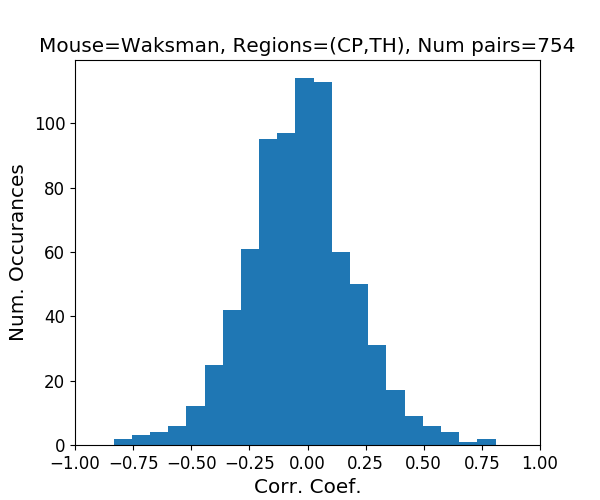 Mouse=Waksman, Regions=(CP,TH), Num pairs=754
Num. Occurances
100
80
60
40
20
0
−1.00 −0.75 −0.50 −0.25 0.00 0.25 0.50 0.75 1.00
Corr. Coef.